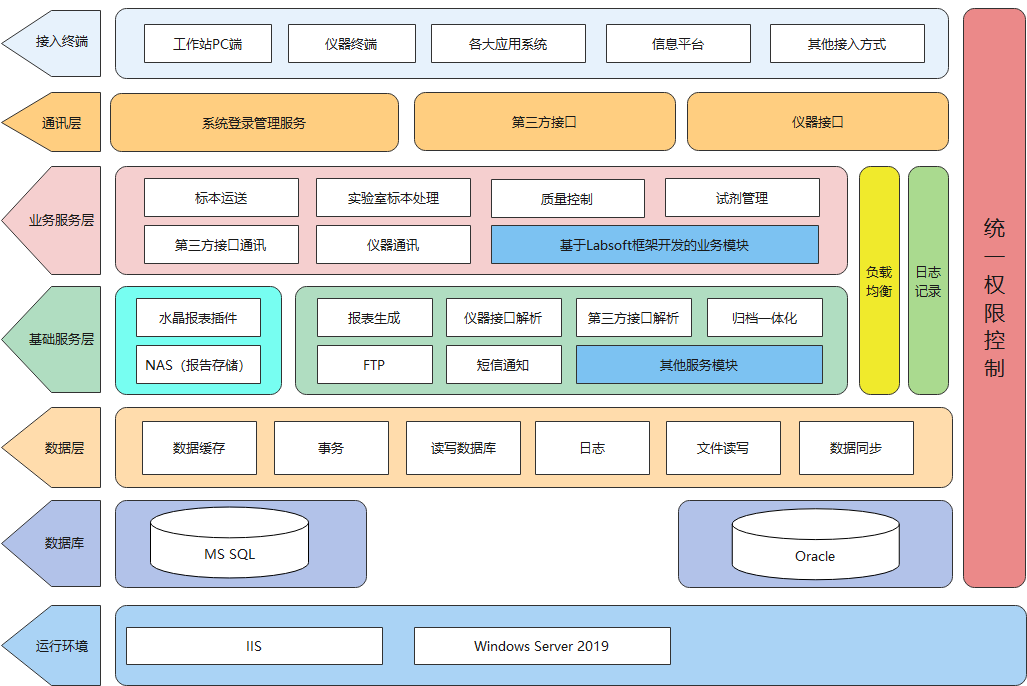 接入终端
工作站PC端
仪器终端
各大应用系统
信息平台
其他接入方式
通讯层
系统登录管理服务
第三方接口
仪器接口
业务服务层
标本运送
实验室标本处理
质量控制
试剂管理
第三方接口通讯
仪器通讯
基于Labsoft框架开发的业务模块
基础服务层
水晶报表插件
NAS（报告存储）
报表生成
仪器接口解析
第三方接口解析
归档一体化
FTP
短信通知
其他服务模块
负载
均衡
日志
记录
统
一
权
限
控
制
数据层
数据缓存
事务
读写数据库
日志
文件读写
数据同步
数据库
MS SQL
Oracle
运行环境
IIS
Windows Server 2019